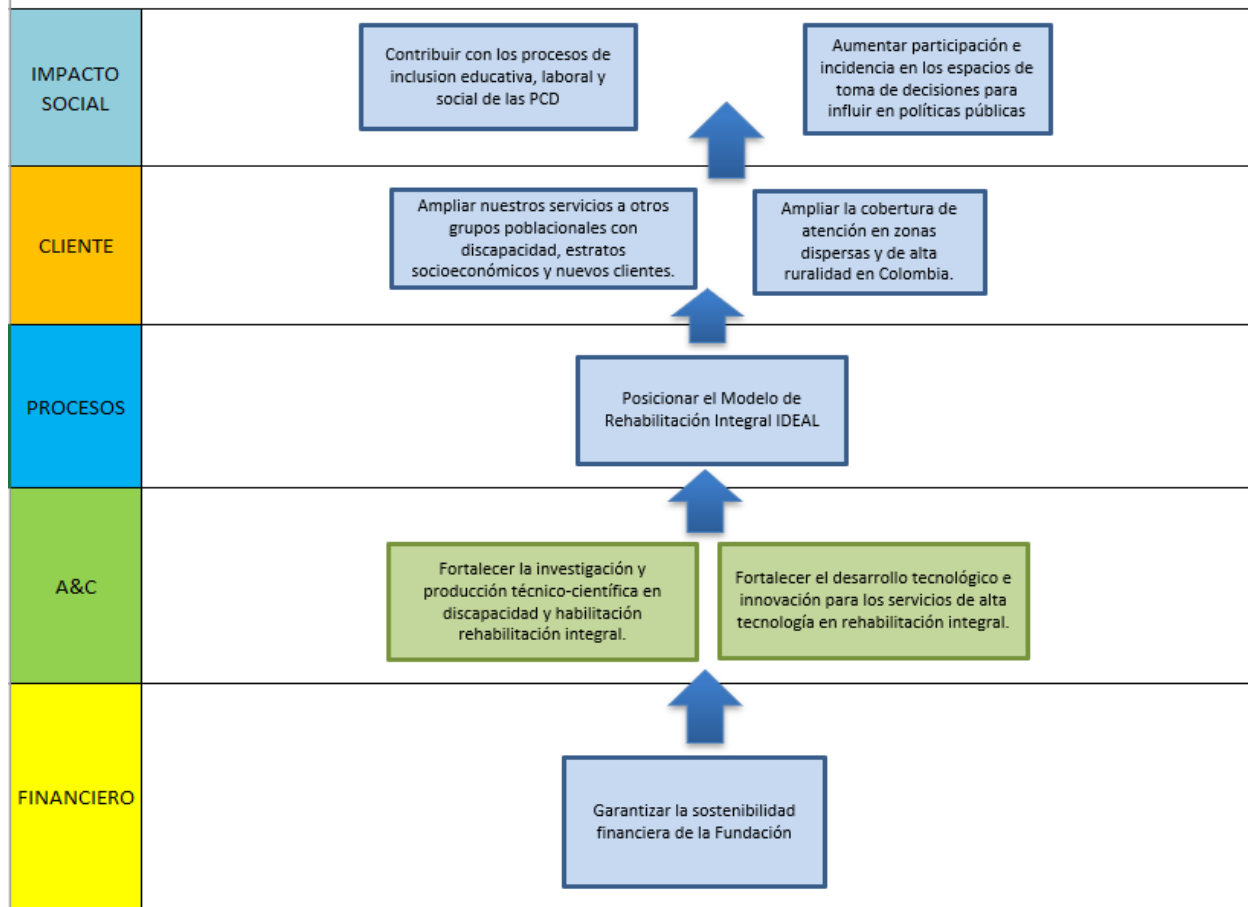 IMPACTO
SOCIAL
Contribuir con los procesos de
inclusion educativa, laboral y
social de las PCD
Aumentar participación e
incidencia en los espacios de
toma de decisiones para
influir en políticas públicas
CLIENTE
Ampliar nuestros servicios a otros
grupos poblacionales con
discapacidad, estratos
socioeconómicos y nuevos clientes.
Ampliar la cobertura de
atención en zonas
dispersas y de alta
ruralidad en Colombia.
PROCESOS
Posicionar el Modelo de
Rehabilitación Integral IDEAL
A&C
Fortalecer la investigación y
producción técnico-científica en
discapacidad y habilitación
rehabilitación integral.
Fortalecer el desarrollo tecnológico e
innovación para los servicios de alta
tecnología en rehabilitación integral.
FINANCIERO
Garantizar la sostenibilidad
financiera de la Fundación